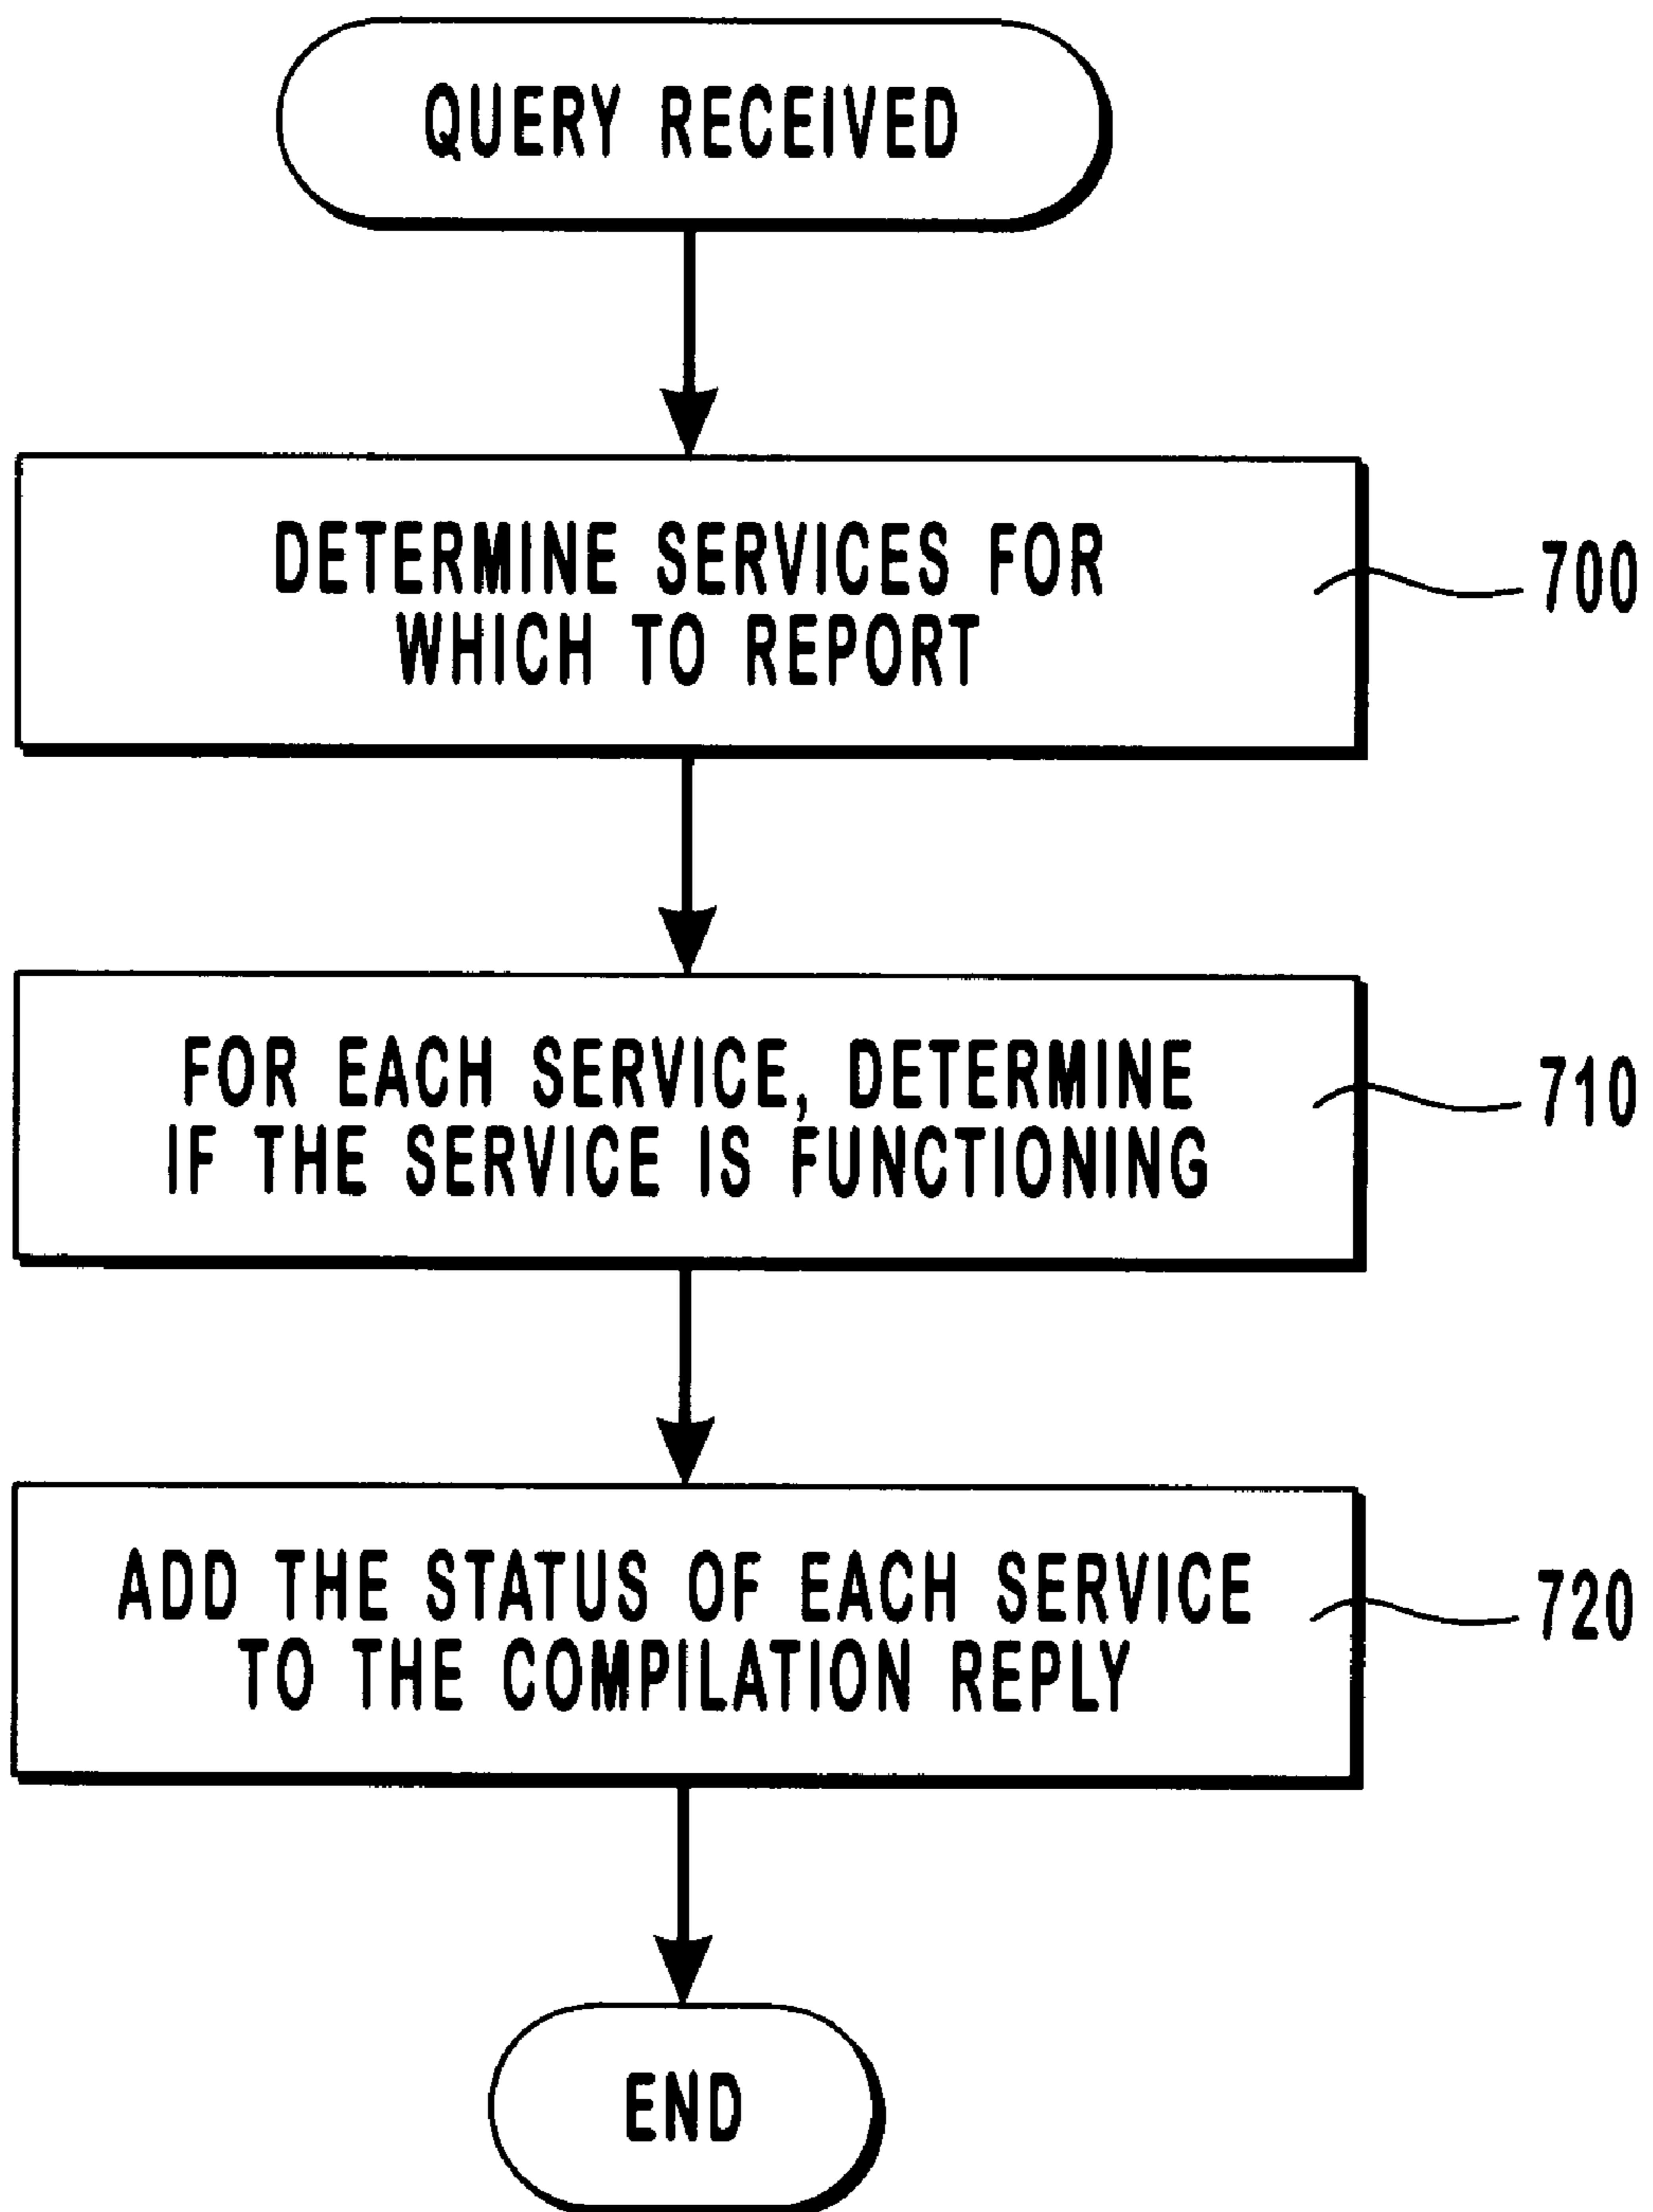 QUERY RECEIVED
DETERMINE SERVICES FOR
WHICH TO REPORT
700
FOR EACH SERVICE, DETERMINE
IF THE SERVICE IS FUNCTIONING
710
ADD THE STATUS OF EACH SERVICE
TO THE COMPILATION REPLY
720
END